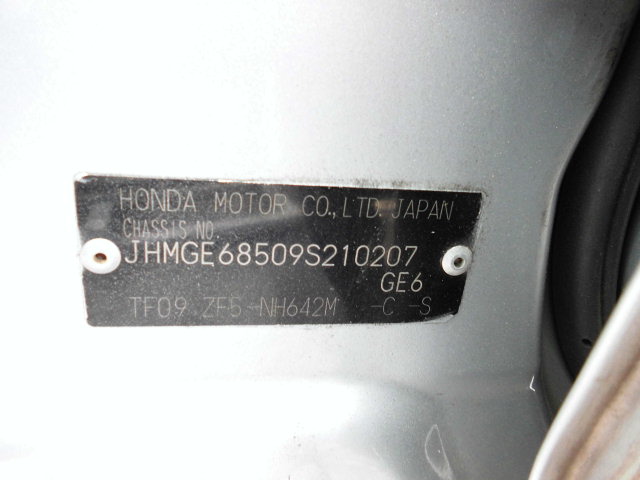 HONDA MOTOR CO.,LTD. JAPAN
CHASSIS NO.
JHMGE68509S210207
GE6
TF09 ZF5-NH642M -C -S